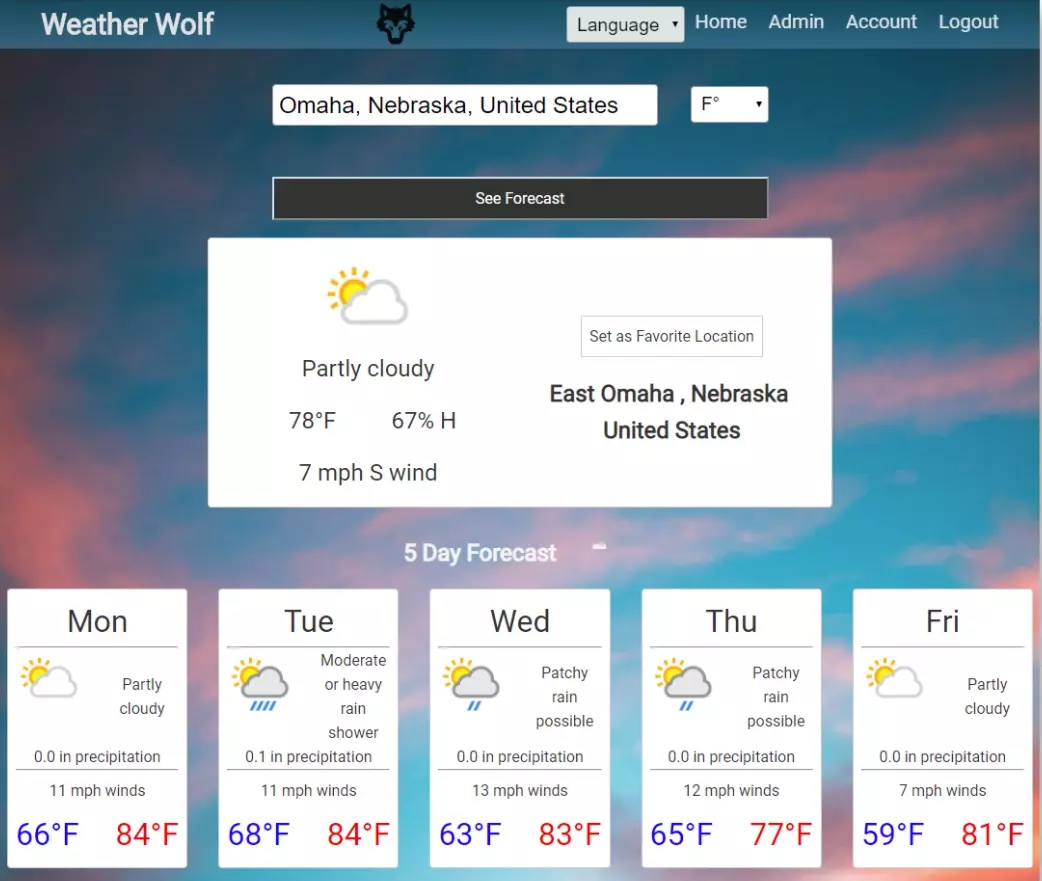 Weather Wolf
Language Home Admin Account Logout
Omaha, Nebraska, United States
F°
See Forecast
Partly cloudy
78°F 67% H
7 mph S wind
Set as Favorite Location
East Omaha , Nebraska
United States
5 Day Forecast
Mon
Partly
cloudy
0.0 in precipitation
11 mph winds
66°F 84°F
Tue
Moderate
or heavy
rain
shower
0.1 in precipitation
11 mph winds
68°F 84°F
Wed
Patchy
rain
possible
0.0 in precipitation
13 mph winds
63°F 83°F
Thu
Patchy
rain
possible
0.0 in precipitation
12 mph winds
65°F 77°F
Fri
Partly
cloudy
0.0 in precipitation
7 mph winds
59°F 81°F